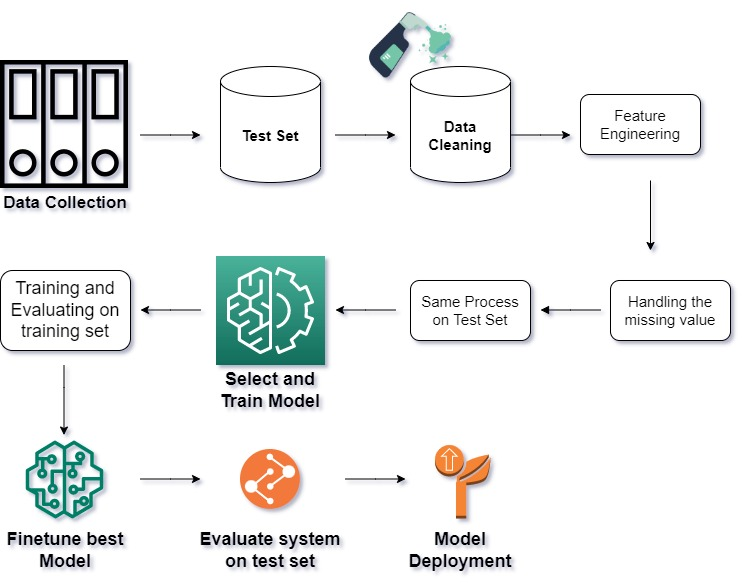 Data Collection
Test Set
Data
Cleaning
Feature
Engineering
Handling the
missing value
Same Process
on Test Set
Select and
Train Model
Training and
Evaluating on
training set
Finetune best
Model
Evaluate system
on test set
Model
Deployment